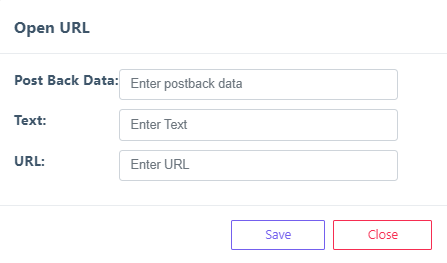 Open URL
Post Back Data: Enter postback data
Text: Enter Text
URL: Enter URL
Save Close